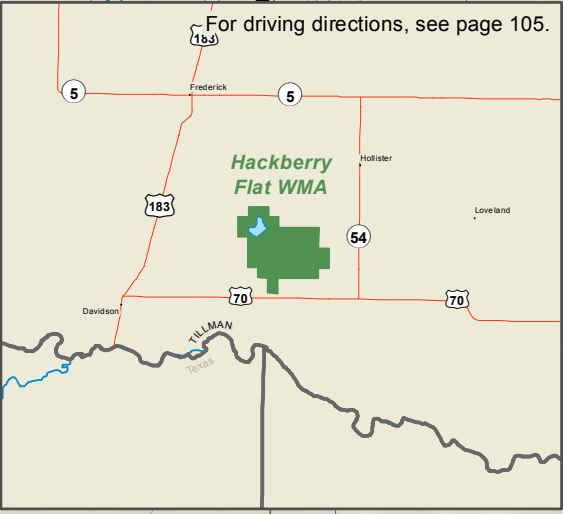 For driving directions, see page 105.
183
Frederick
5
5
Hackberry
Flat WMA
Hollister
183
Loveland
54
70
70
Davidson
TILLMAN
Texas